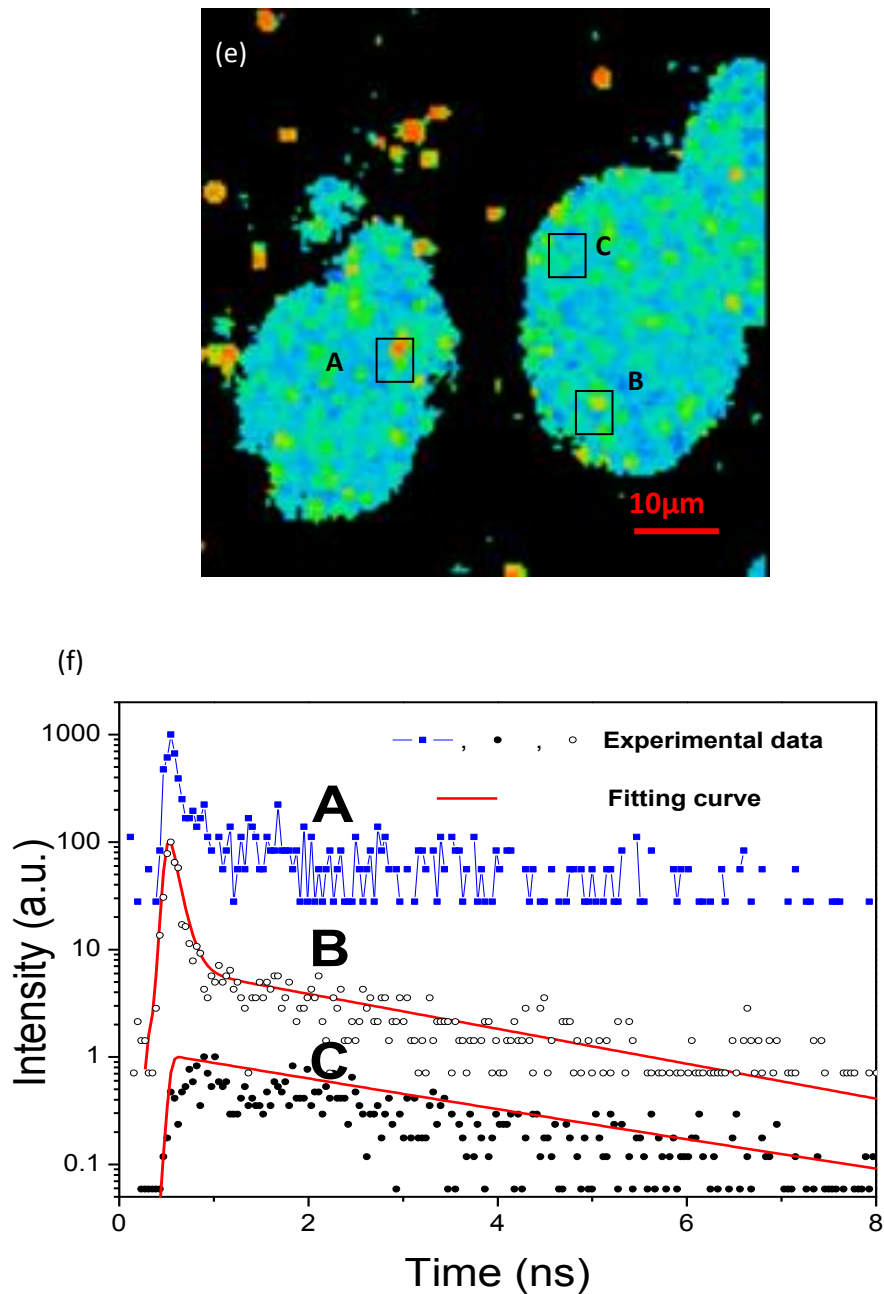 (e)
C
A
B
10µm
(f)
1000
100
10
1
0.1
Intensity (a.u.)
, , Experimental data
Fitting curve
A
B
C
0 2 4 6 8
Time (ns)